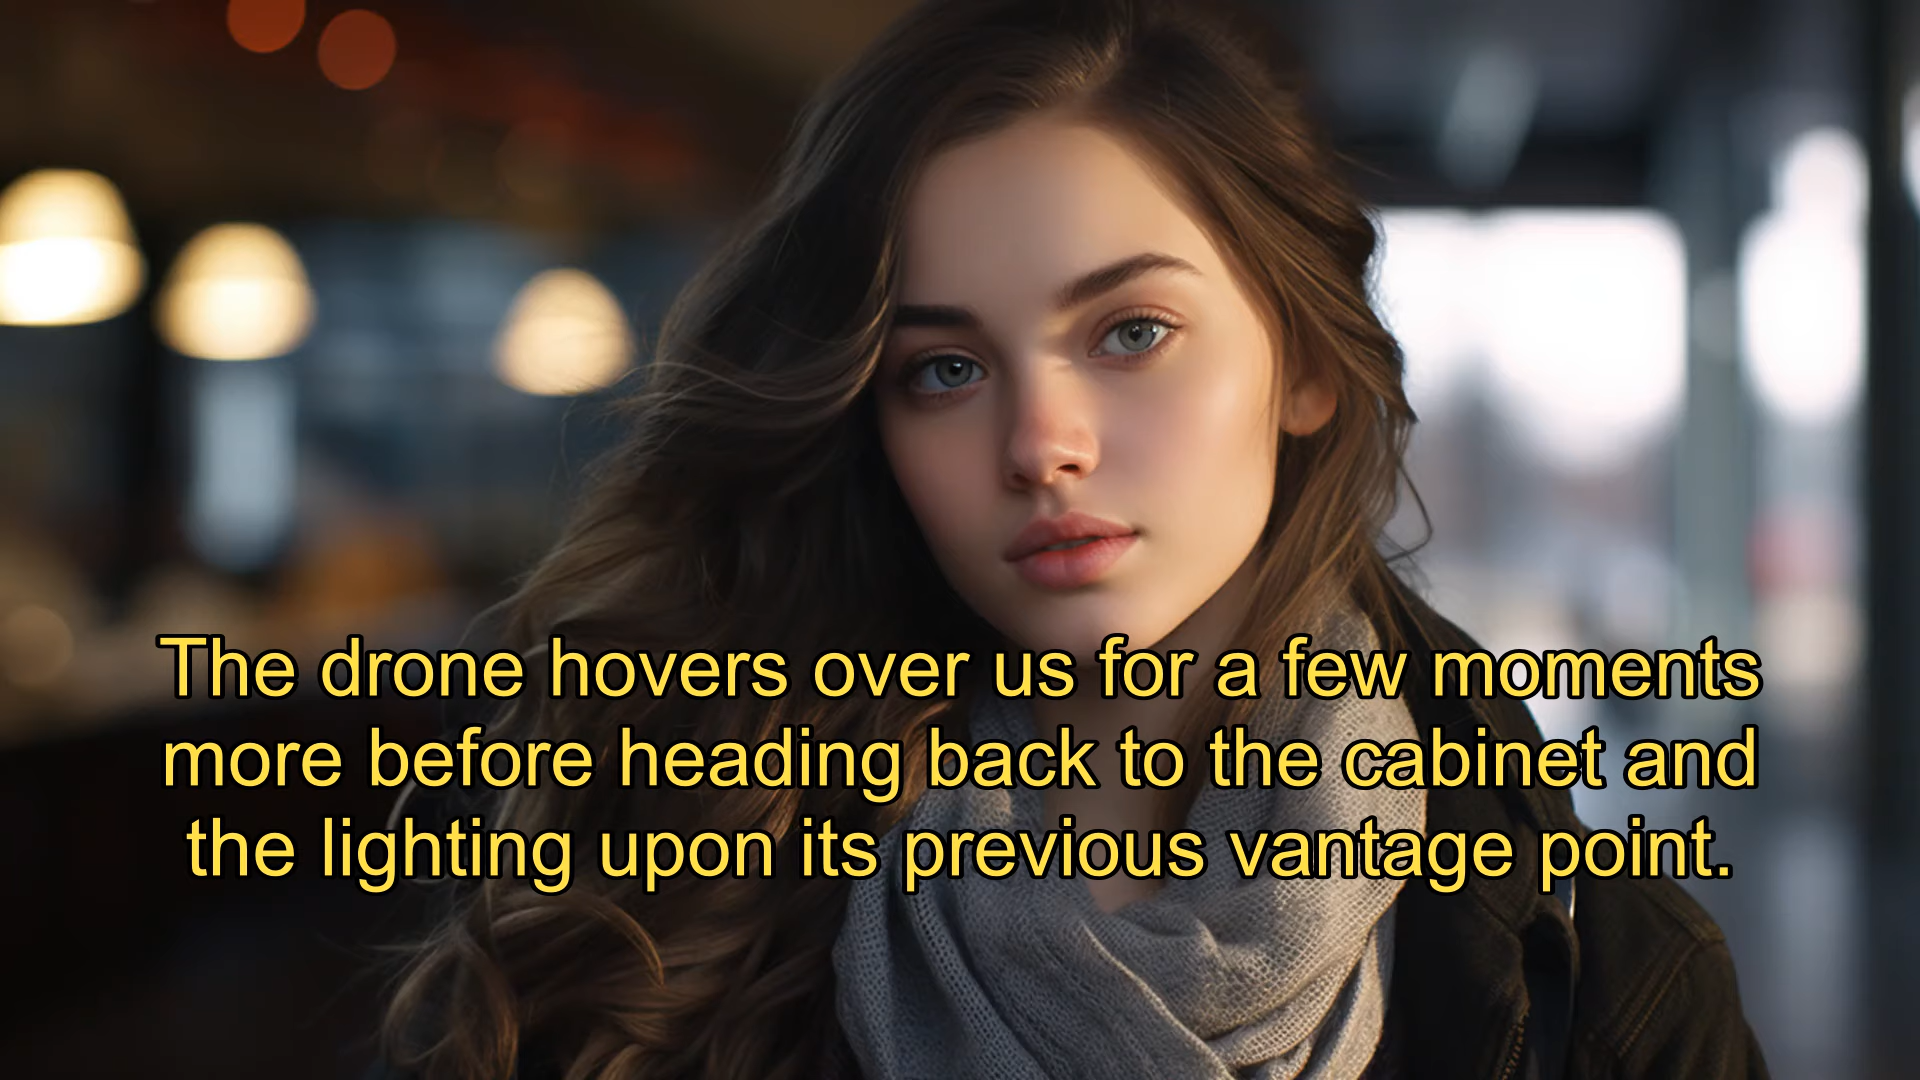 The drone hovers over us for a few moments
more before heading back to the cabinet and
the lighting upon its previous vantage point.